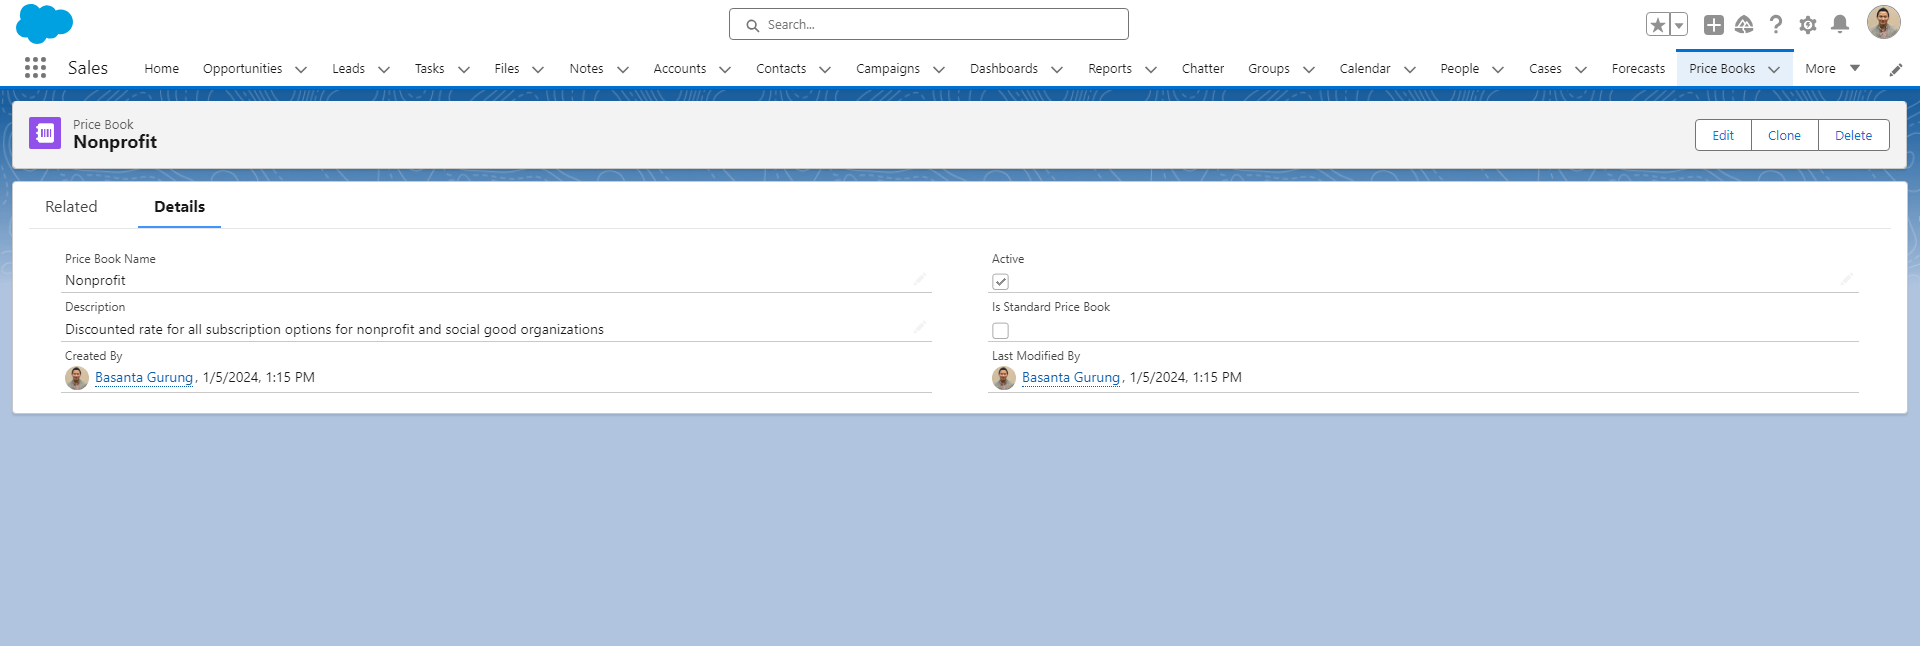 Search...
Sales
Home
Opportunities
Leads
Tasks
Files
Notes
Accounts
Contacts
Campaigns
Dashboards
Reports
Chatter
Groups
Calendar
People
Cases
Forecasts
Price Books
More
Price Book
Nonprofit
Edit
Clone
Delete
Related
Details
Price Book Name
Nonprofit
Active
Description
Discounted rate for all subscription options for nonprofit and social good organizations
Is Standard Price Book
Created By
Basanta Gurung, 1/5/2024, 1:15 PM
Last Modified By
Basanta Gurung, 1/5/2024, 1:15 PM